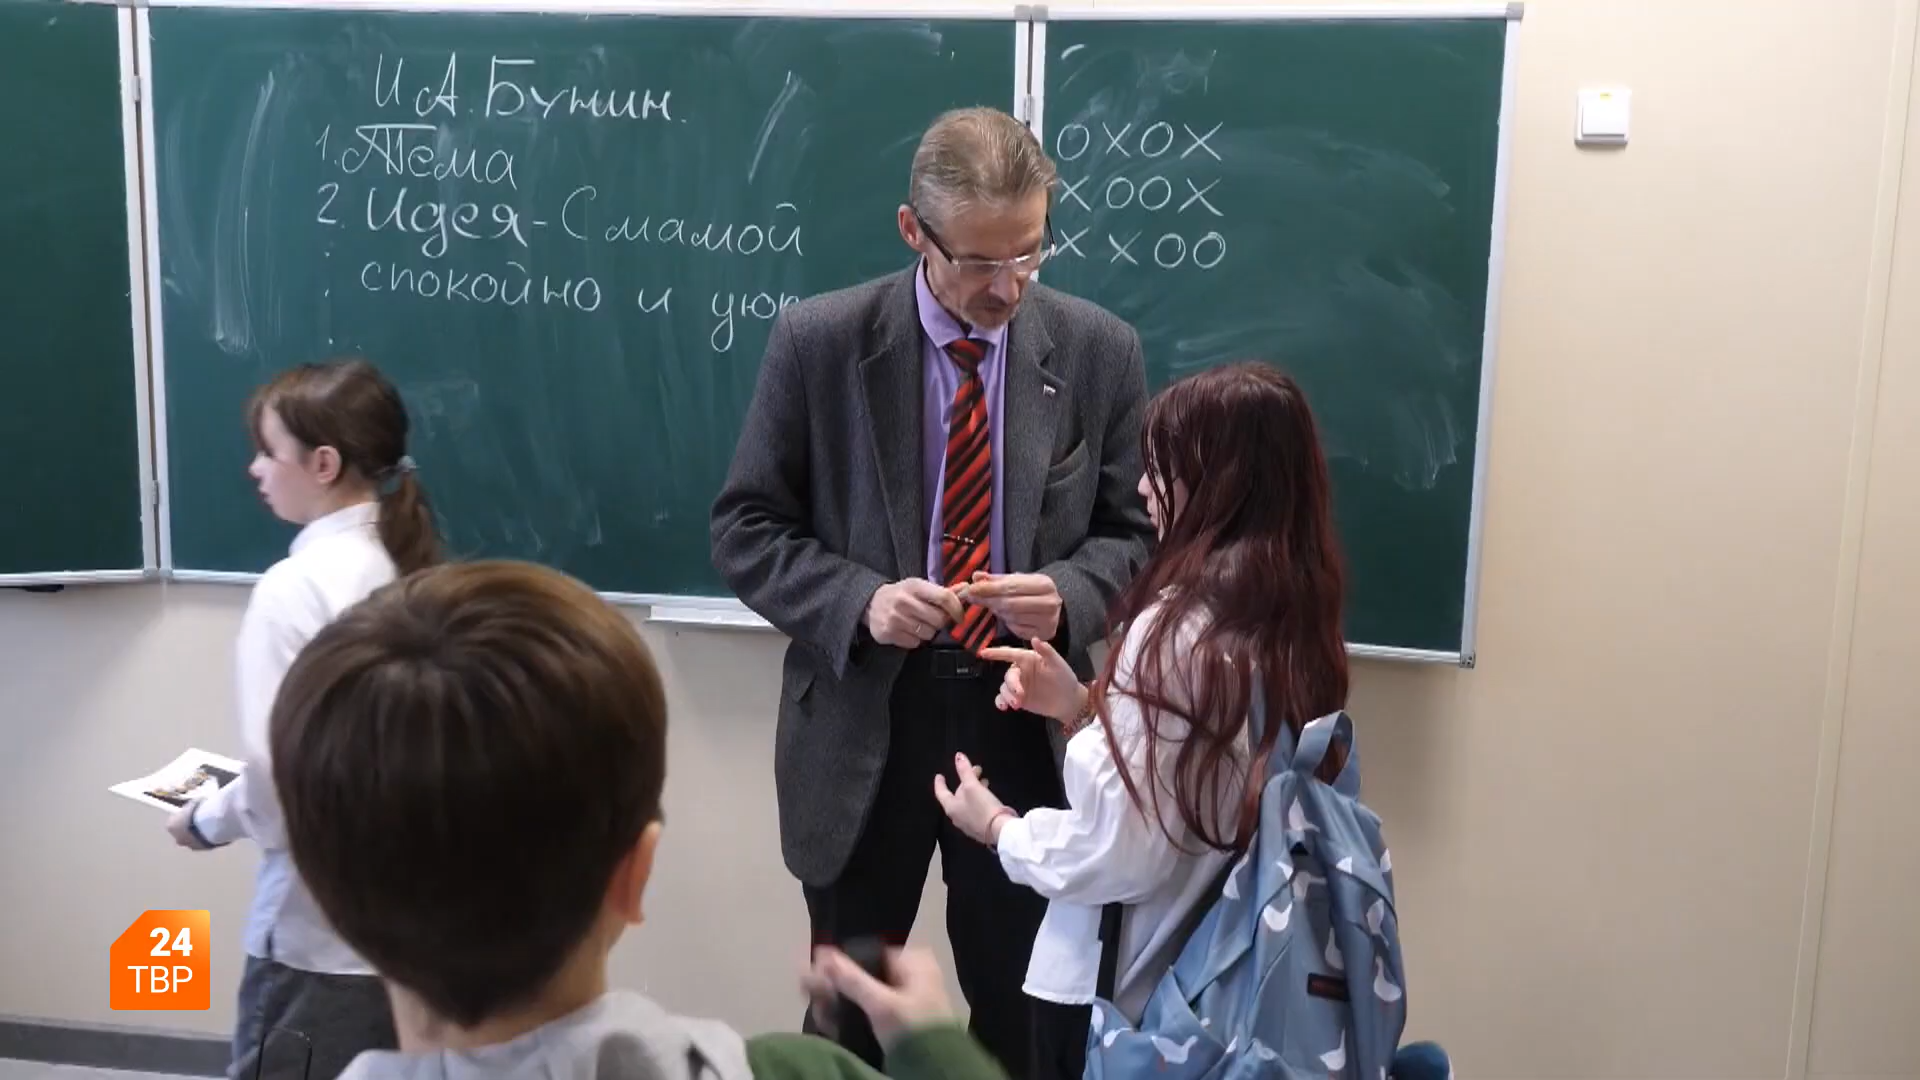 И.А.Бунин.
1. Тема
2. Идея - С мамой
спокойно и
ОХОХ
ХООХ
ХХОО
24
ТВР